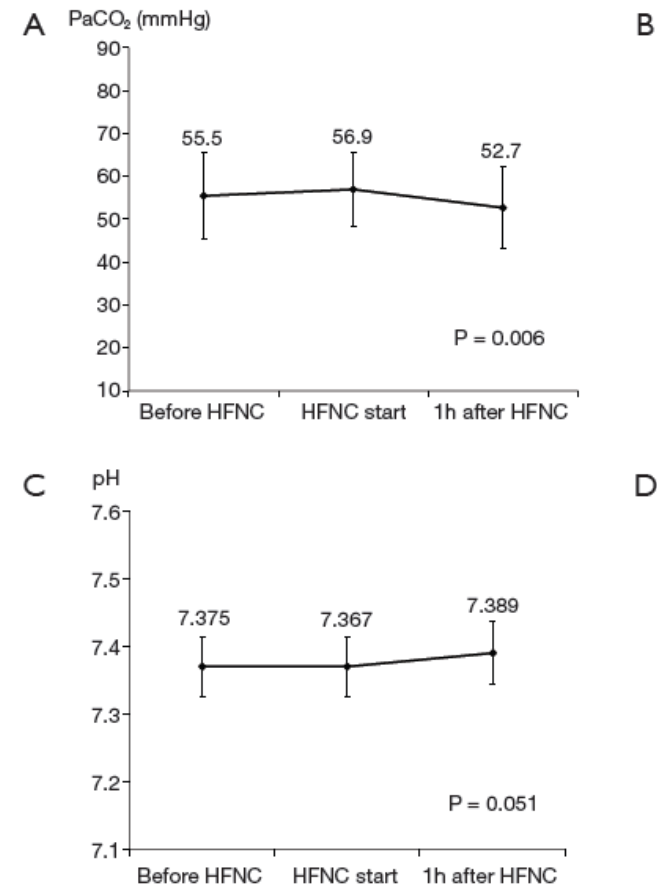 A PaCO₂ (mmHg) B
90
80
70
60
50
40
30
20
10
55.5 56.9 52.7
P = 0.006
Before HFNC HFNC start 1h after HFNC
C pH D
7.6
7.5
7.4
7.3
7.2
7.1
7.375 7.367 7.389
P = 0.051
Before HFNC HFNC start 1h after HFNC